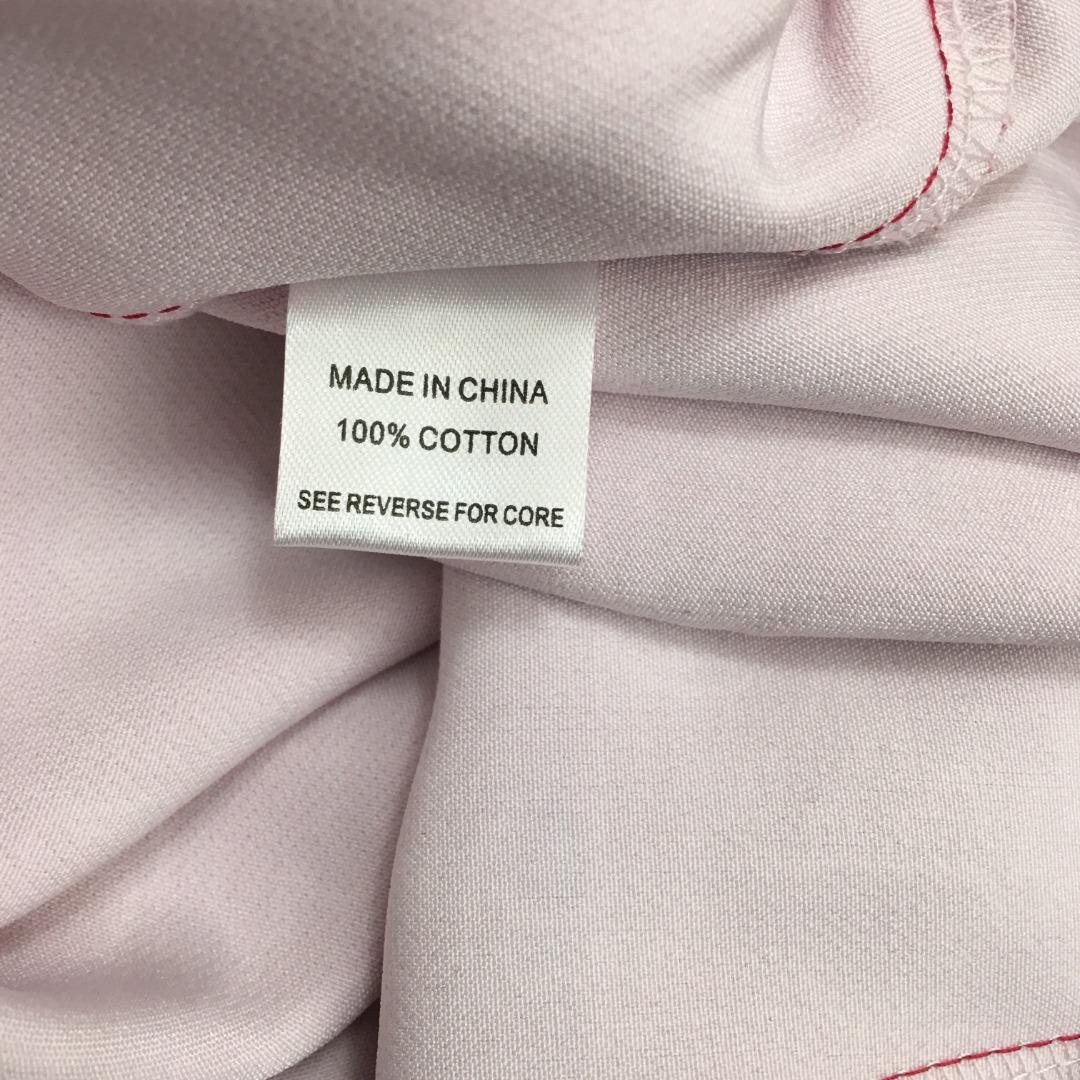 MADE IN CHINA
100% COTTON
SEE REVERSE FOR CORE